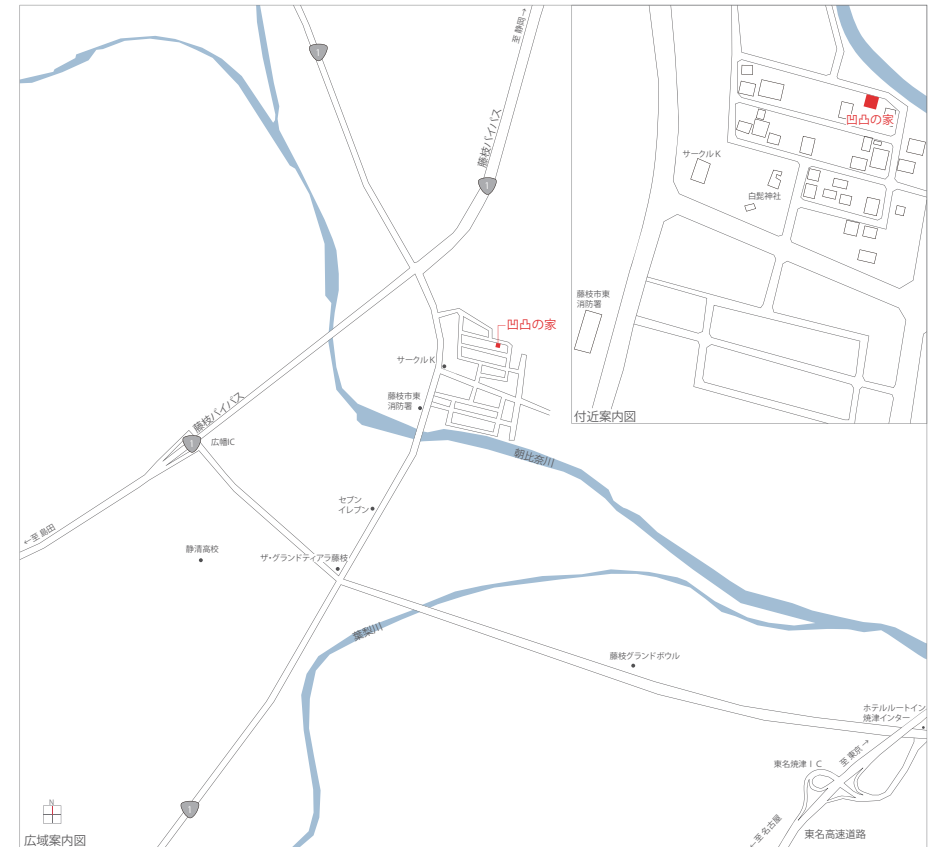 1
至 静岡→
藤枝バイパス
1
凹凸の家
サークルK
白髭神社
藤枝市東
消防署
付近案内図
凹凸の家
サークルK
藤枝市東
消防署
藤枝バイパス
1
広幡IC
朝比奈川
セブン
イレブン
←至 島田
静清高校
ザ・グランドティアラ藤枝
葉梨川
藤枝グランドボウル
ホテルルートイン
焼津インター
至 東京→
東名焼津IC
1
←至 名古屋
東名高速道路
N
広域案内図